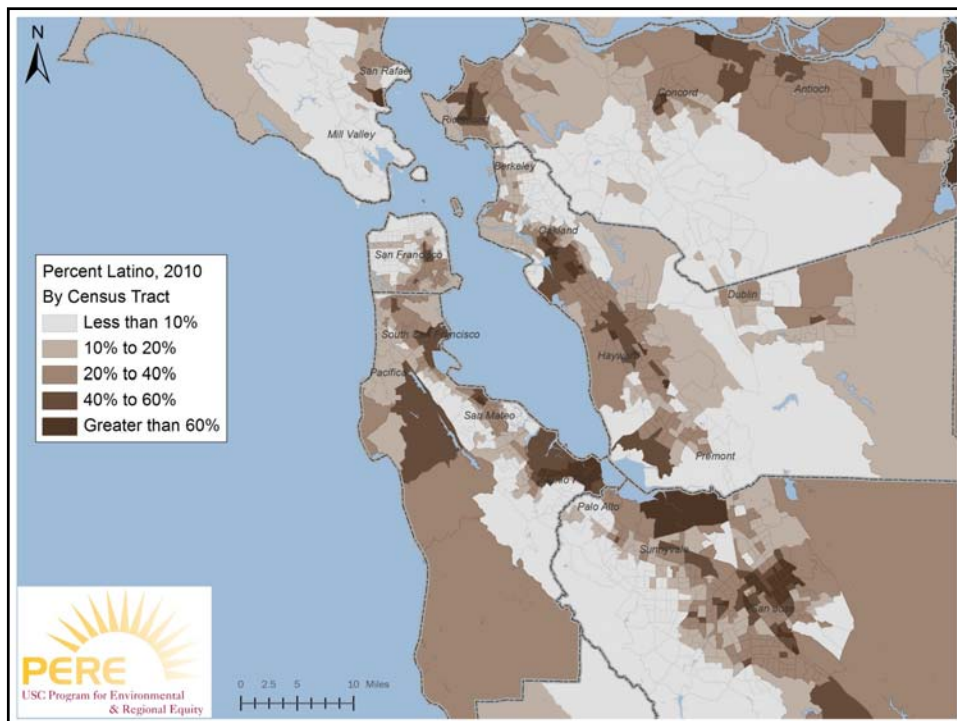 N
San Rafael
Mill Valley
Richmond
Concord
Antioch
Berkeley
Oakland
San Francisco
Dublin
South San Francisco
Hayward
Pacifica
San Mateo
Fremont
Palo Alto
Sunnyvale
San Jose
Percent Latino, 2010
By Census Tract
Less than 10%
10% to 20%
20% to 40%
40% to 60%
Greater than 60%
PERE
USC Program for Environmental
& Regional Equity
0 2.5 5 10 Miles